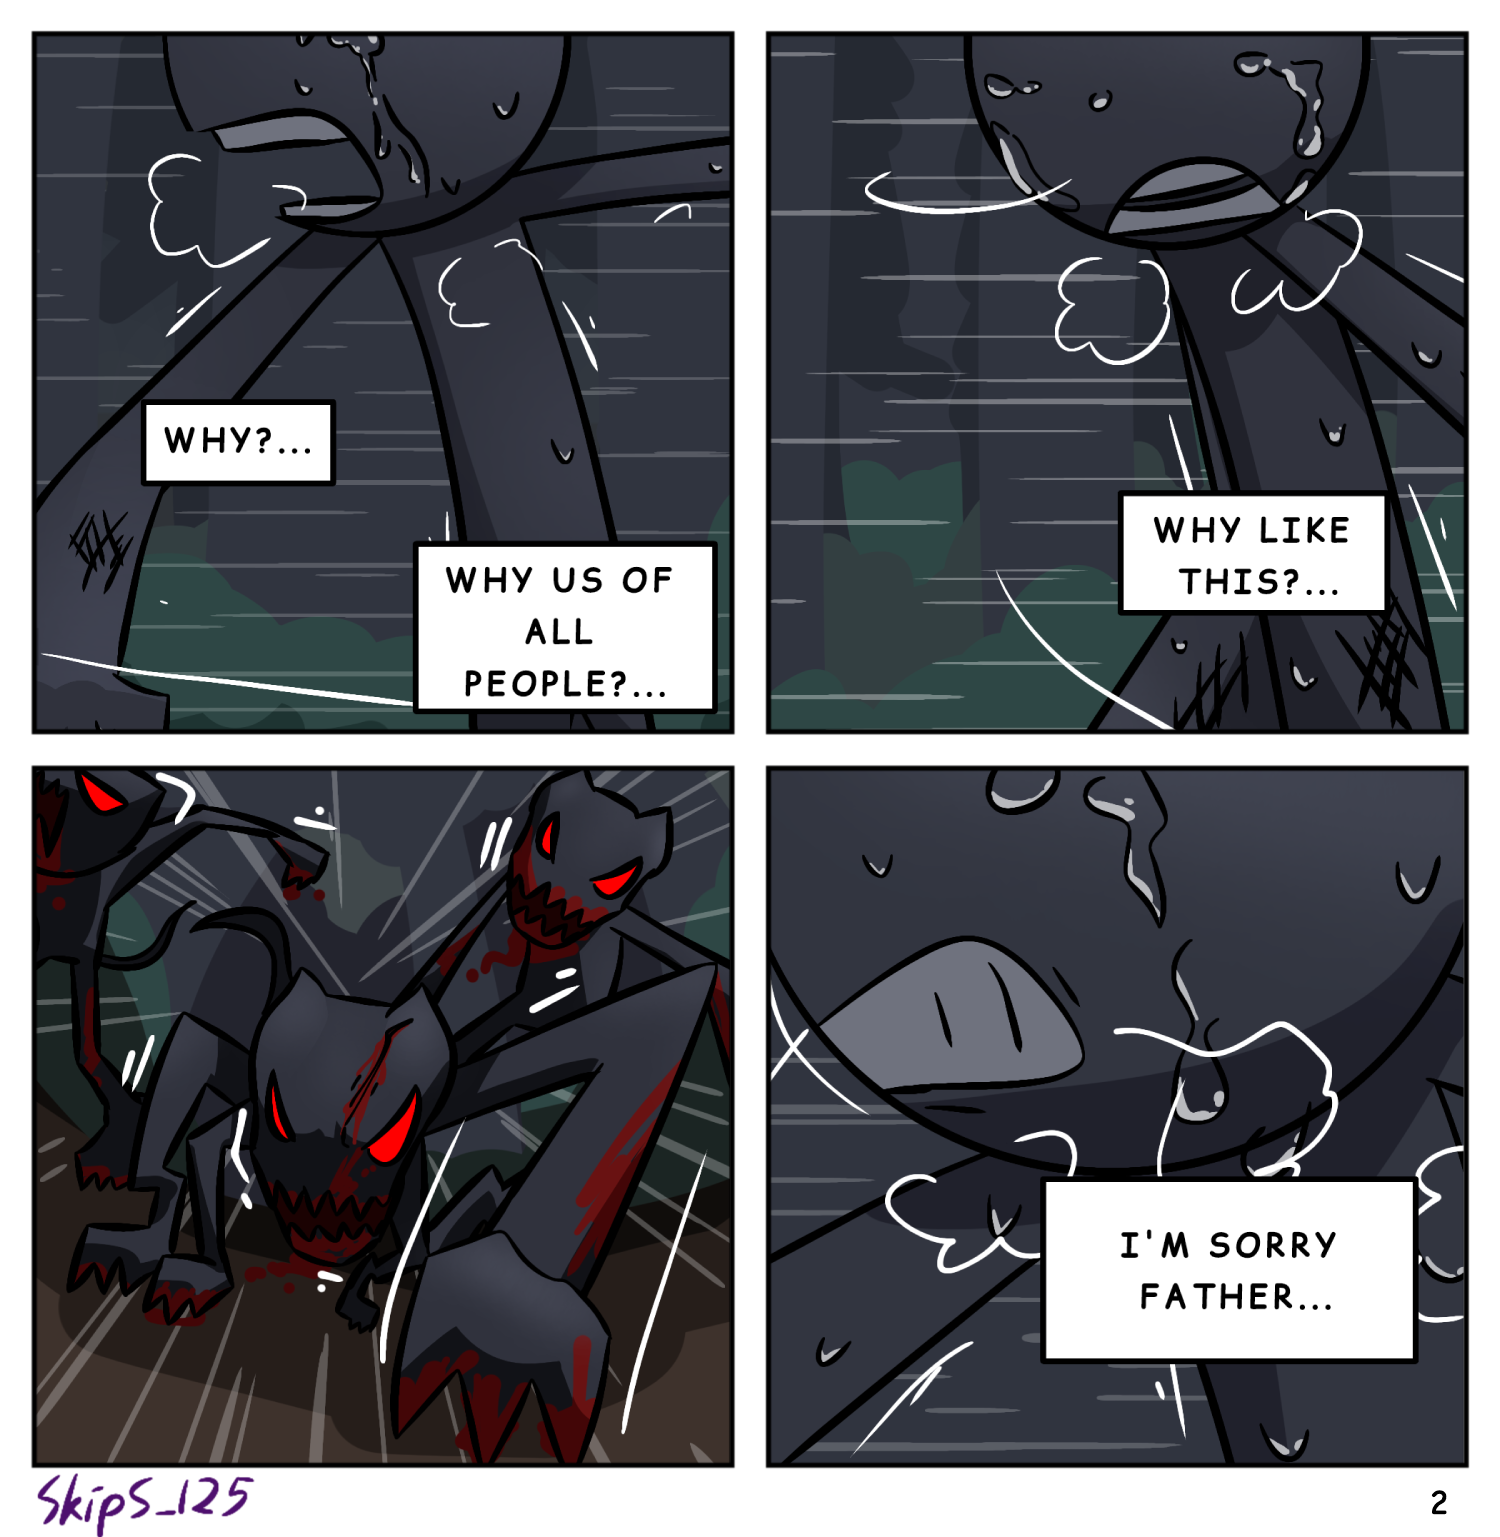 WHY?...
WHY US OF
ALL
PEOPLE?...
WHY LIKE
THIS?...
I'M SORRY
FATHER...
SkipS_125
2